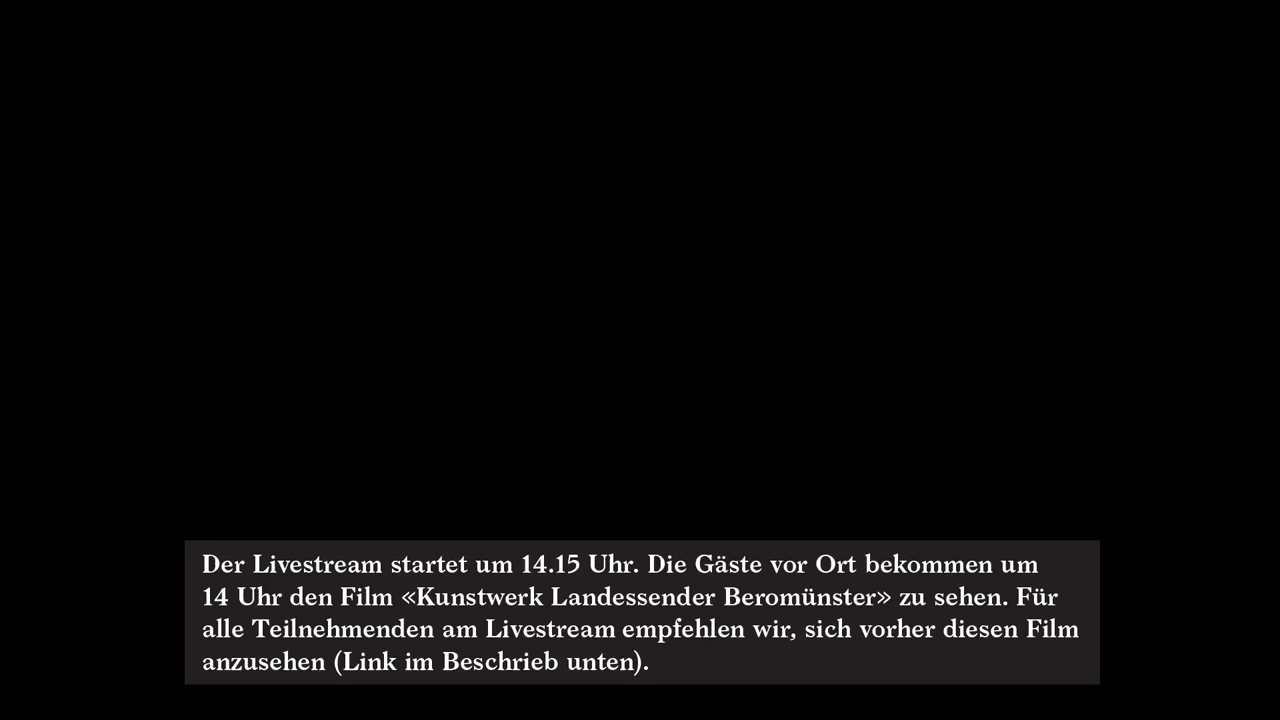 Der Livestream startet um 14.15 Uhr. Die Gäste vor Ort bekommen um
14 Uhr den Film «Kunstwerk Landessender Beromünster» zu sehen. Für
alle Teilnehmenden am Livestream empfehlen wir, sich vorher diesen Film
anzusehen (Link im Beschrieb unten).